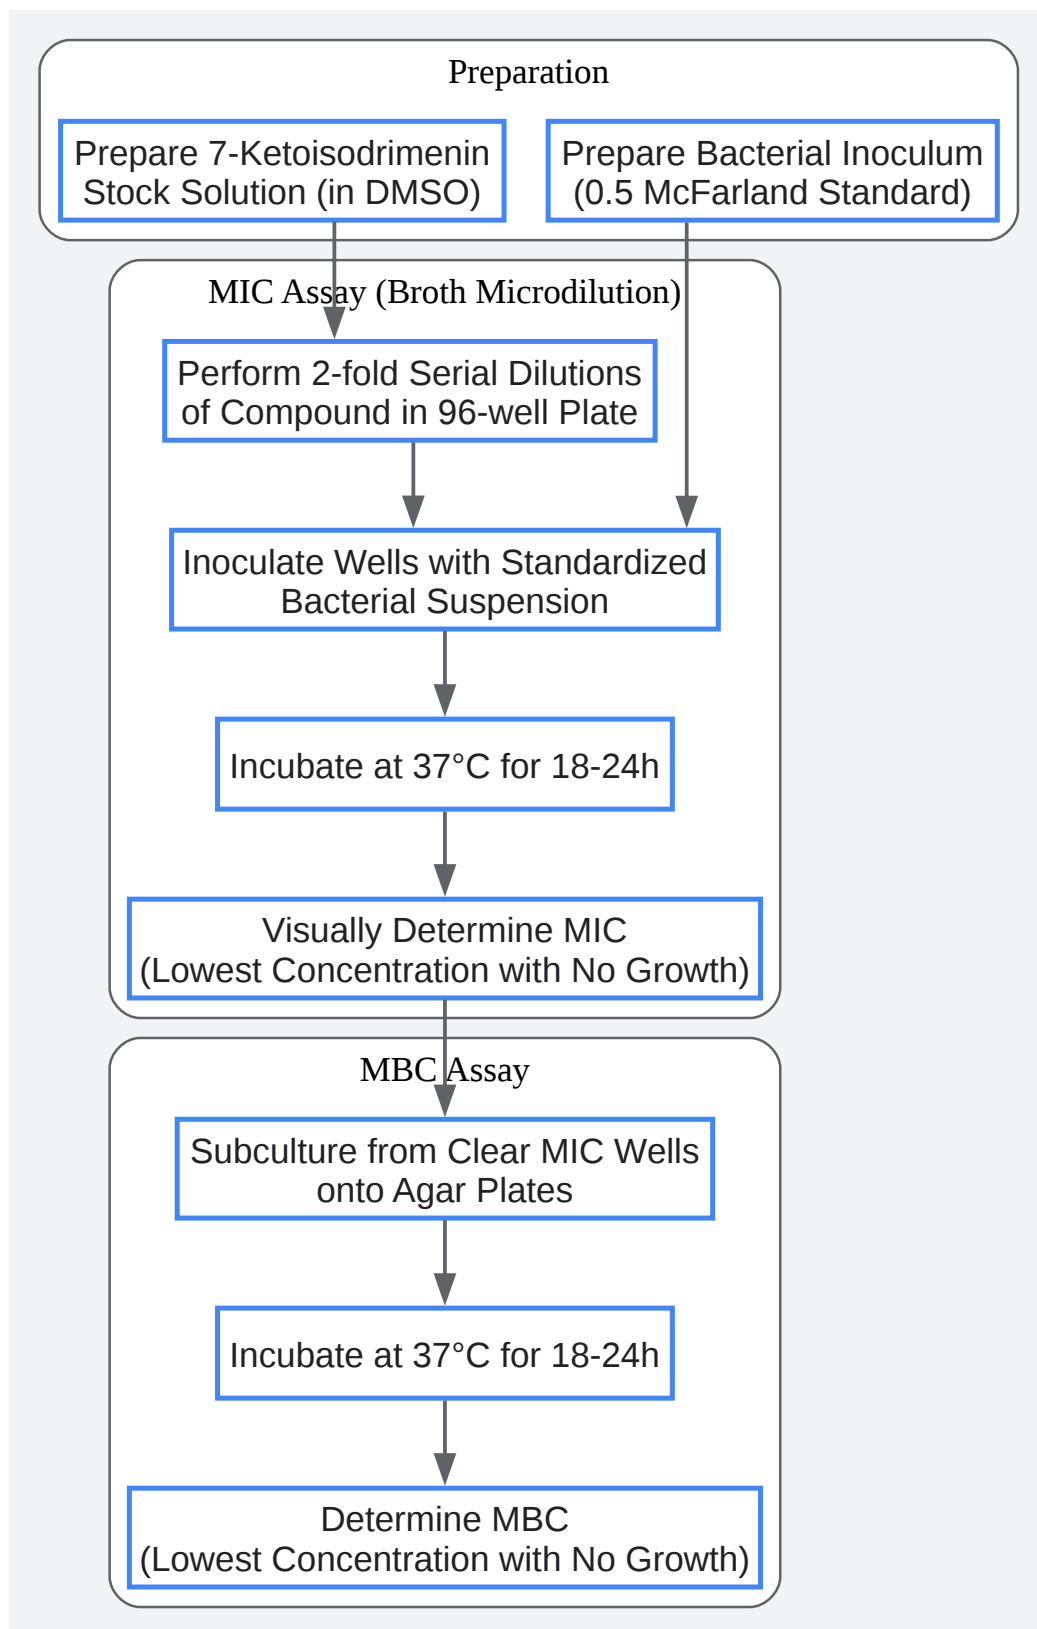 Preparation
Prepare 7-Ketoisodrimenin
Stock Solution (in DMSO)
Prepare Bacterial Inoculum
(0.5 McFarland Standard)
MIC Assay (Broth Microdilution)
Perform 2-fold Serial Dilutions
of Compound in 96-well Plate
Inoculate Wells with Standardized
Bacterial Suspension
Incubate at 37°C for 18-24h
Visually Determine MIC
(Lowest Concentration with No Growth)
MBC Assay
Subculture from Clear MIC Wells
onto Agar Plates
Incubate at 37°C for 18-24h
Determine MBC
(Lowest Concentration with No Growth)